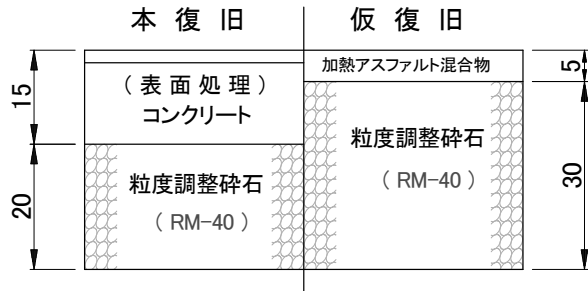 本復旧
仮復旧
15
20
（表面処理）
コンクリート
粒度調整砕石
（RM-40）
加熱アスファルト混合物
粒度調整砕石
（RM-40）
5
30